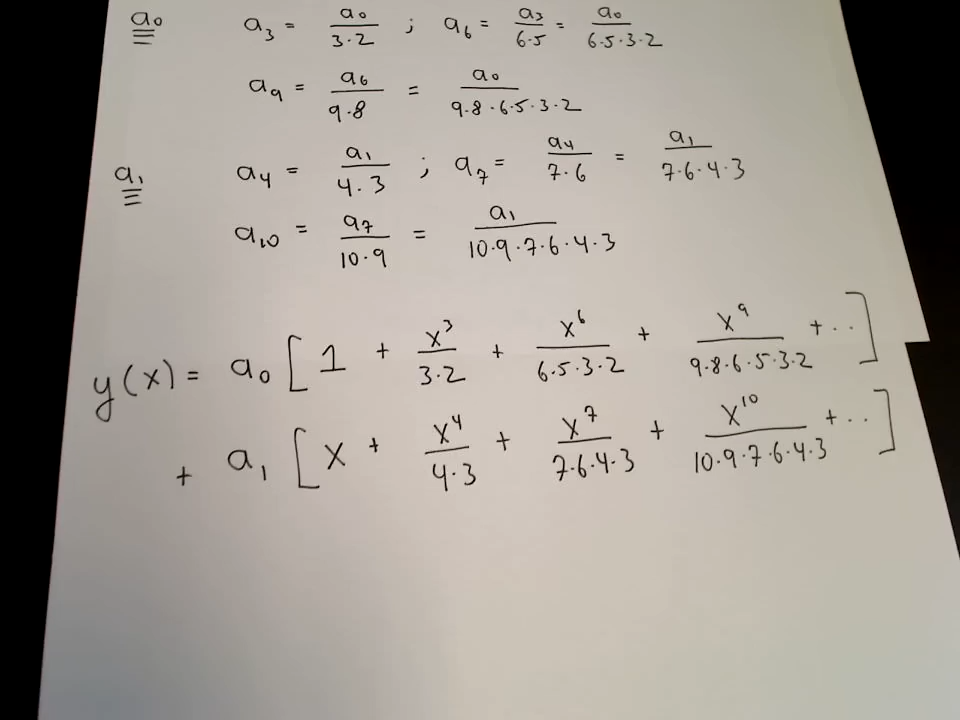 a₀ a₃ = a₀/(3·2) ; a₆ = a₃/(6·5) = a₀/(6·5·3·2)
a₉ = a₆/(9·8) = a₀/(9·8·6·5·3·2)
a₁ a₄ = a₁/(4·3) ; a₇ = a₄/(7·6) = a₁/(7·6·4·3)
a₁₀ = a₇/(10·9) = a₁/(10·9·7·6·4·3)
y(x) = a₀ [ 1 + x³/(3·2) + x⁶/(6·5·3·2) + x⁹/(9·8·6·5·3·2) + .. ]
+ a₁ [ x + x⁴/(4·3) + x⁷/(7·6·4·3) + x¹⁰/(10·9·7·6·4·3) + .. ]